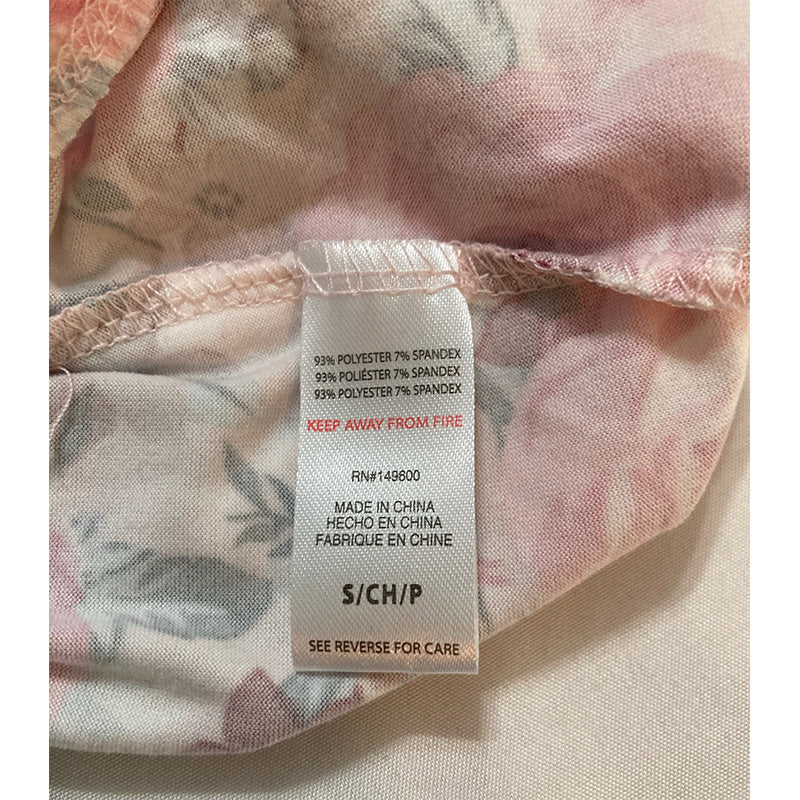 93% POLYESTER 7% SPANDEX
93% POLIÉSTER 7% SPANDEX
93% POLYESTER 7% SPANDEX
KEEP AWAY FROM FIRE
RN#149600
MADE IN CHINA
HECHO EN CHINA
FABRIQUE EN CHINE
S/CH/P
SEE REVERSE FOR CARE